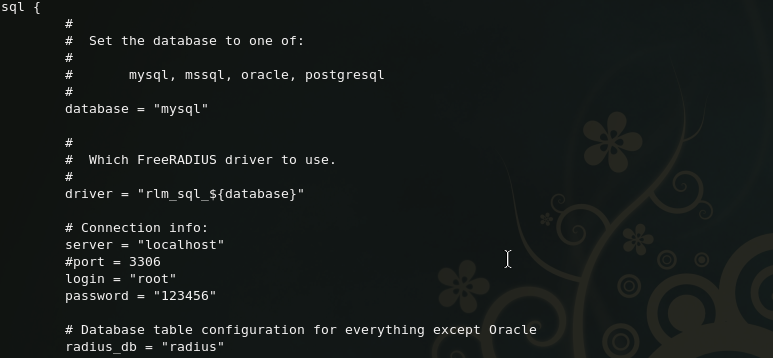 sql {
#
#  Set the database to one of:
#
#       mysql, mssql, oracle, postgresql
#
database = "mysql"
#
#  Which FreeRADIUS driver to use.
#
driver = "rlm_sql_${database}"
# Connection info:
server = "localhost"
#port = 3306
login = "root"
password = "123456"
# Database table configuration for everything except Oracle
radius_db = "radius"